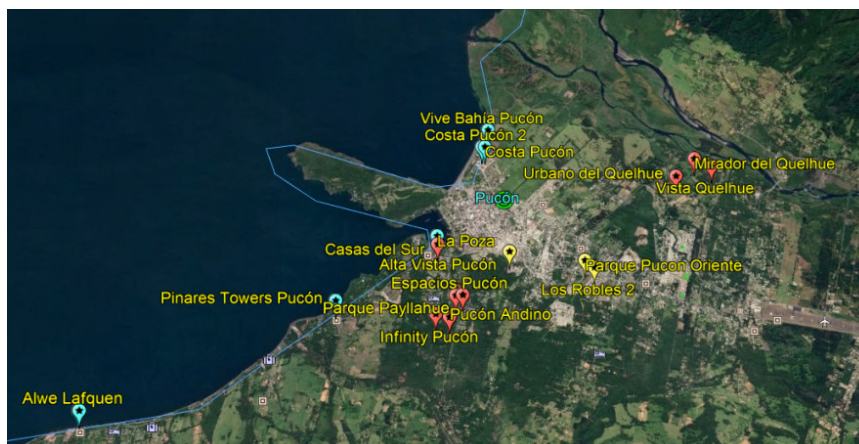 Vive Bahía Pucón
Costa Pucón 2
Costa Pucón
Mirador del Quelhue
Urbano del Quelhue
Vista Quelhue
Pucón
La Poza
Casas del Sur
Alta Vista Pucón
Parque Pucon Oriente
Espacios Pucón
Los Robles 2
Pinares Towers Pucón
Parque Payllahue
Pucón Andino
Infinity Pucón
Alwe Lafquen